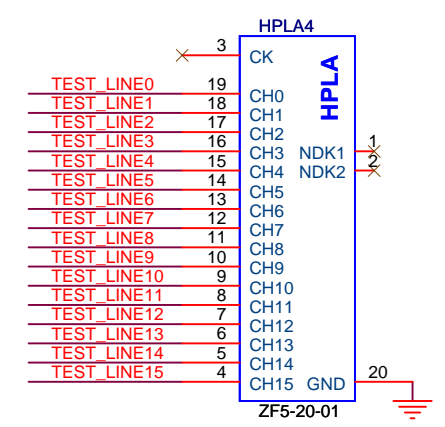 HPLA4
3 CK HPLA
TEST_LINE0 19 CH0
TEST_LINE1 18 CH1
TEST_LINE2 17 CH2
TEST_LINE3 16 CH3 NDK1 1
TEST_LINE4 15 CH4 NDK2 2
TEST_LINE5 14 CH5
TEST_LINE6 13 CH6
TEST_LINE7 12 CH7
TEST_LINE8 11 CH8
TEST_LINE9 10 CH9
TEST_LINE10 9 CH10
TEST_LINE11 8 CH11
TEST_LINE12 7 CH12
TEST_LINE13 6 CH13
TEST_LINE14 5 CH14
TEST_LINE15 4 CH15 GND 20
ZF5-20-01